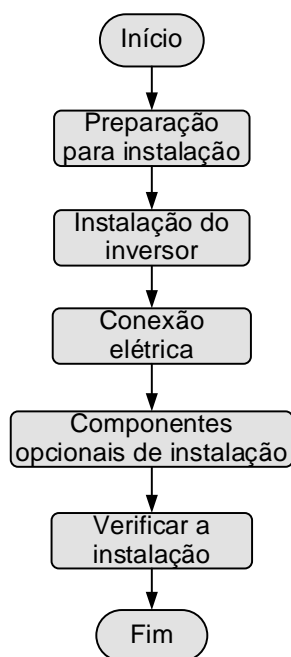 Início
Preparação
para instalação
Instalação do
inversor
Conexão
elétrica
Componentes
opcionais de instalação
Verificar a
instalação
Fim